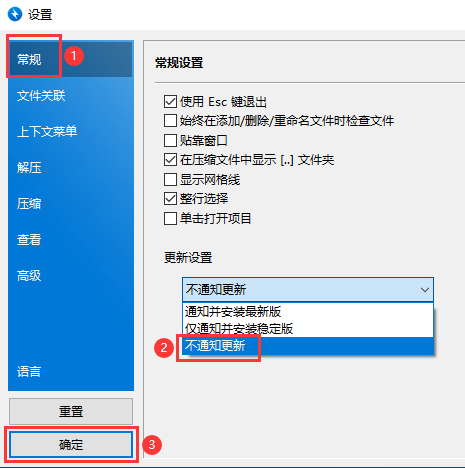 设置
常规
1
文件关联
上下文菜单
解压
压缩
查看
高级
语言
重置
确定
3
常规设置
使用 Esc 键退出
始终在添加/删除/重命名文件时检查文件
贴靠窗口
在压缩文件中显示 [..] 文件夹
显示网格线
整行选择
单击打开项目
更新设置
不通知更新
通知并安装最新版
仅通知并安装稳定版
2
不通知更新